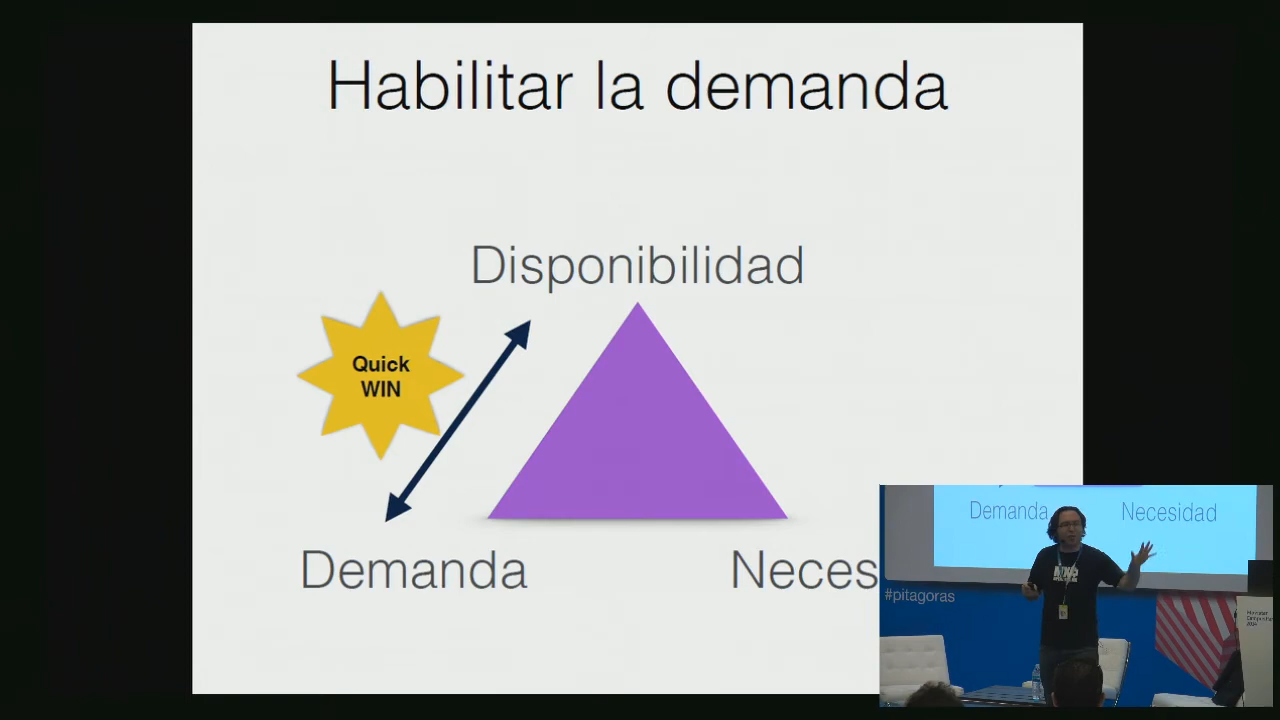 Habilitar la demanda
Disponibilidad
Quick
WIN
Demanda
Neces
Demanda
Necesidad
#pitagoras